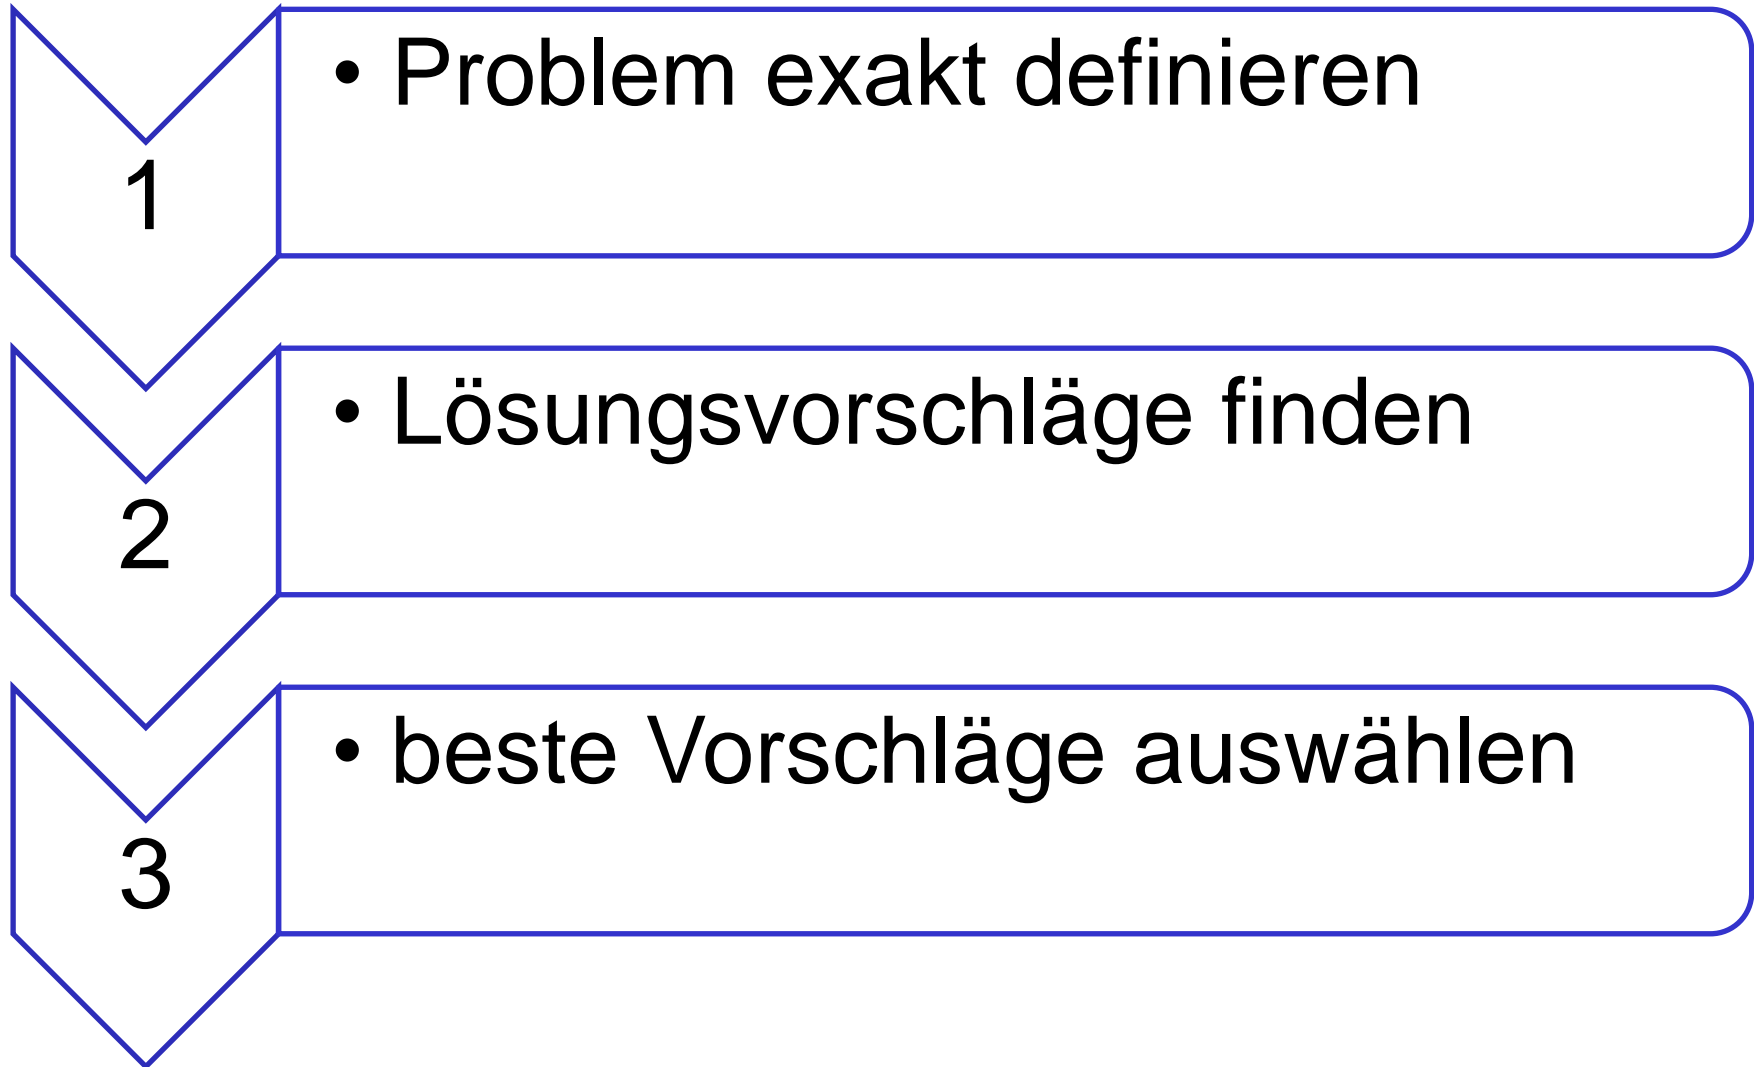 1
• Problem exakt definieren
2
• Lösungsvorschläge finden
3
• beste Vorschläge auswählen